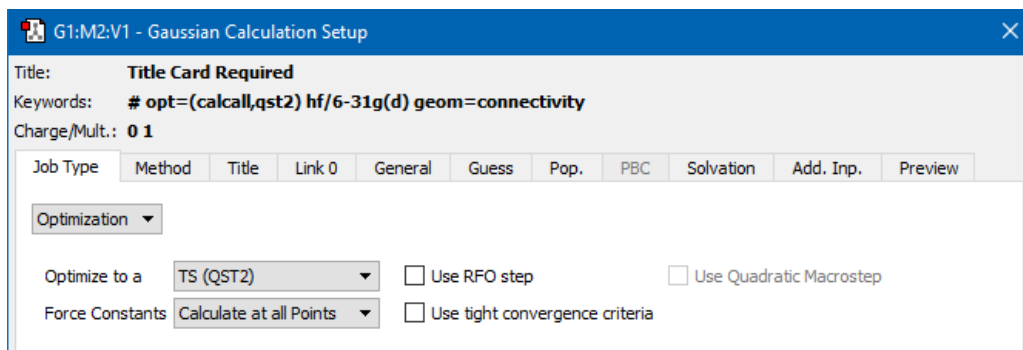 G1:M2:V1 - Gaussian Calculation Setup
Title: Title Card Required
Keywords: # opt=(calcall,qst2) hf/6-31g(d) geom=connectivity
Charge/Mult.: 0 1
Job Type Method Title Link 0 General Guess Pop. PBC Solvation Add. Inp. Preview
Optimization
Optimize to a TS (QST2) Use RFO step Use Quadratic Macrostep
Force Constants Calculate at all Points Use tight convergence criteria